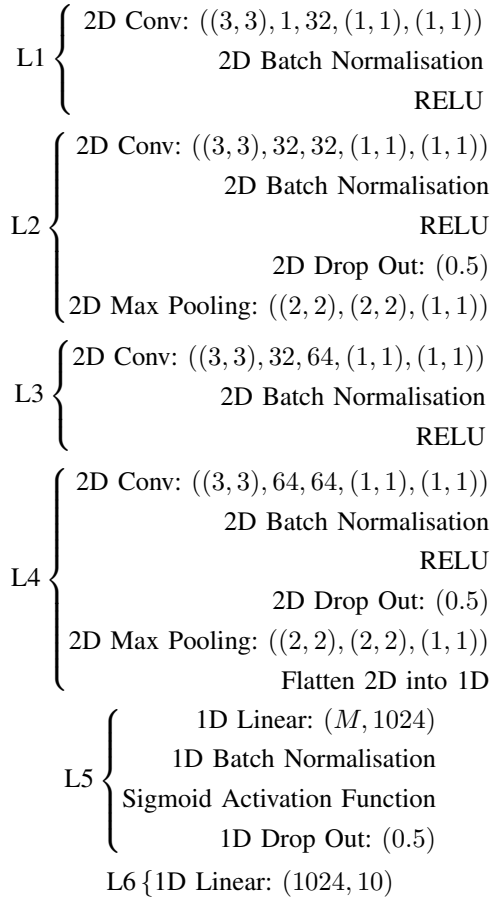 L1 { 2D Conv: ((3, 3), 1, 32, (1, 1), (1, 1))
2D Batch Normalisation
RELU
L2 { 2D Conv: ((3, 3), 32, 32, (1, 1), (1, 1))
2D Batch Normalisation
RELU
2D Drop Out: (0.5)
2D Max Pooling: ((2, 2), (2, 2), (1, 1))
L3 { 2D Conv: ((3, 3), 32, 64, (1, 1), (1, 1))
2D Batch Normalisation
RELU
L4 { 2D Conv: ((3, 3), 64, 64, (1, 1), (1, 1))
2D Batch Normalisation
RELU
2D Drop Out: (0.5)
2D Max Pooling: ((2, 2), (2, 2), (1, 1))
Flatten 2D into 1D
L5 { 1D Linear: (M, 1024)
1D Batch Normalisation
Sigmoid Activation Function
1D Drop Out: (0.5)
L6 {1D Linear: (1024, 10)